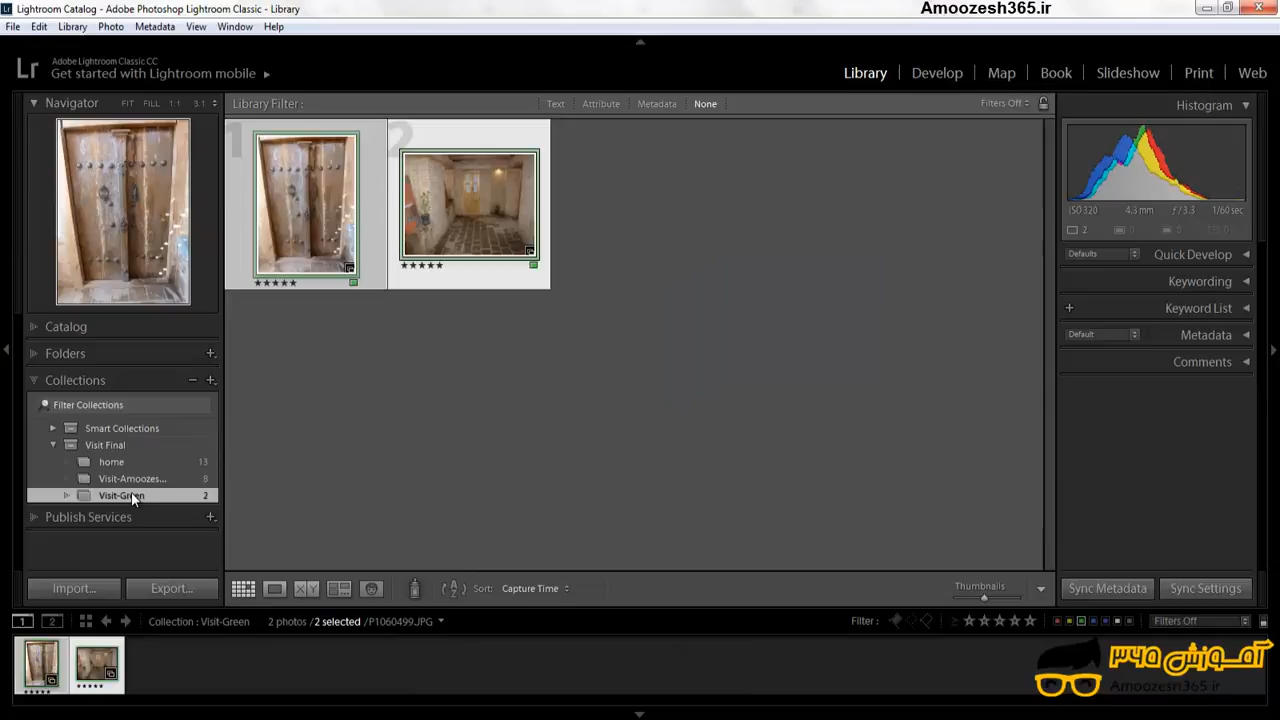 Lightroom Catalog - Adobe Photoshop Lightroom Classic - Library
Amoozesh365.ir
File Edit Library Photo Metadata View Window Help
Lr
Adobe Lightroom Classic CC
Get started with Lightroom mobile
Library Develop Map Book Slideshow Print Web
Navigator FIT FILL 1:1 3:1
Library Filter : Text Attribute Metadata None Filters Off
Histogram
1 2
ISO 320 4.3 mm ƒ / 3.3 1/60 sec
2
Defaults Quick Develop
Keywording
Keyword List
Default Metadata
Comments
Catalog
Folders
Collections
Filter Collections
Smart Collections
Visit Final
home 13
Visit-Amoozes... 8
Visit-Green 2
Publish Services
Import... Export...
XY
Sort: Capture Time
Thumbnails
Sync Metadata Sync Settings
1 2
Collection : Visit-Green 2 photos / 2 selected / P1060499.JPG
Filter : Filters Off
آموزش ۳۶۵
Amoozesh365.ir